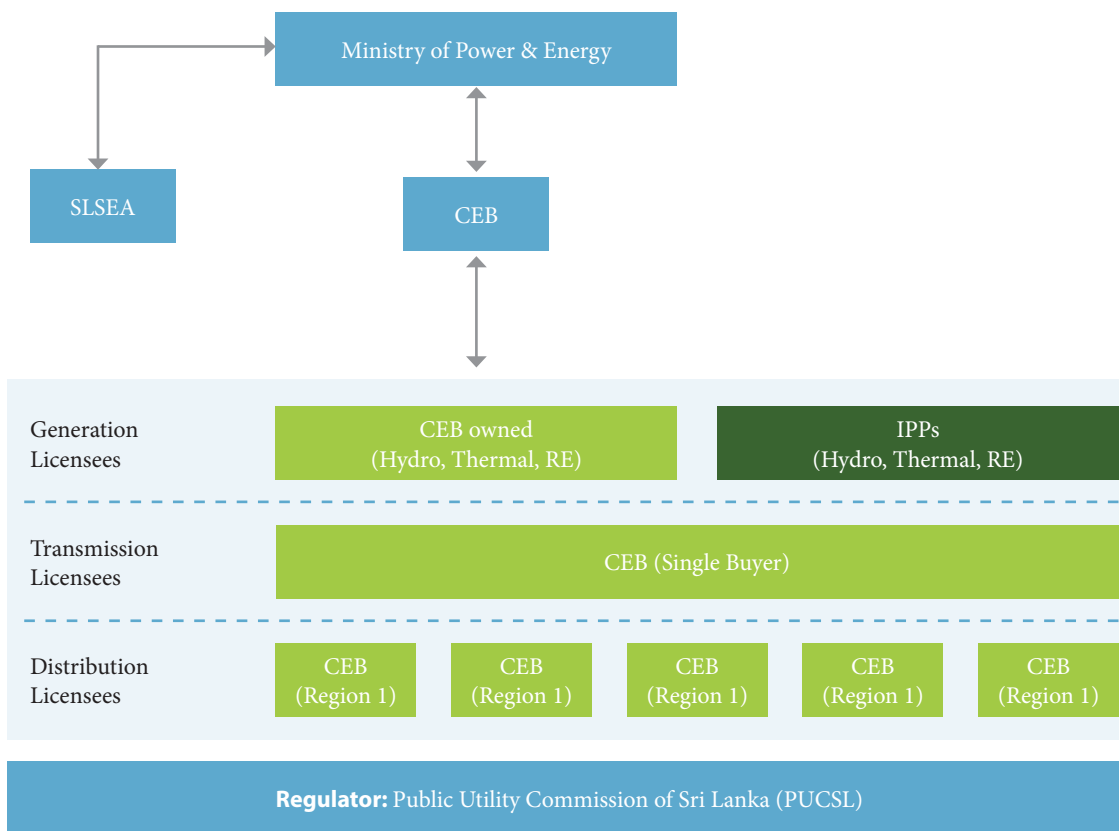 Ministry of Power & Energy
SLSEA
CEB
Generation
Licensees
CEB owned
(Hydro, Thermal, RE)
IPPs
(Hydro, Thermal, RE)
Transmission
Licensees
CEB (Single Buyer)
Distribution
Licensees
CEB
(Region 1)
CEB
(Region 1)
CEB
(Region 1)
CEB
(Region 1)
CEB
(Region 1)
Regulator: Public Utility Commission of Sri Lanka (PUCSL)